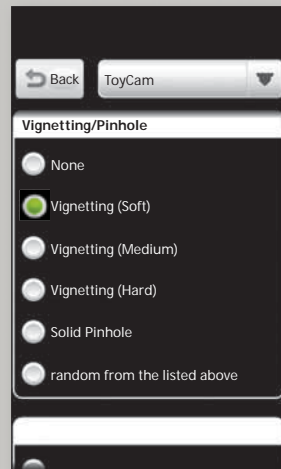 Back
ToyCam
Vignetting/Pinhole
None
Vignetting (Soft)
Vignetting (Medium)
Vignetting (Hard)
Solid Pinhole
random from the listed above